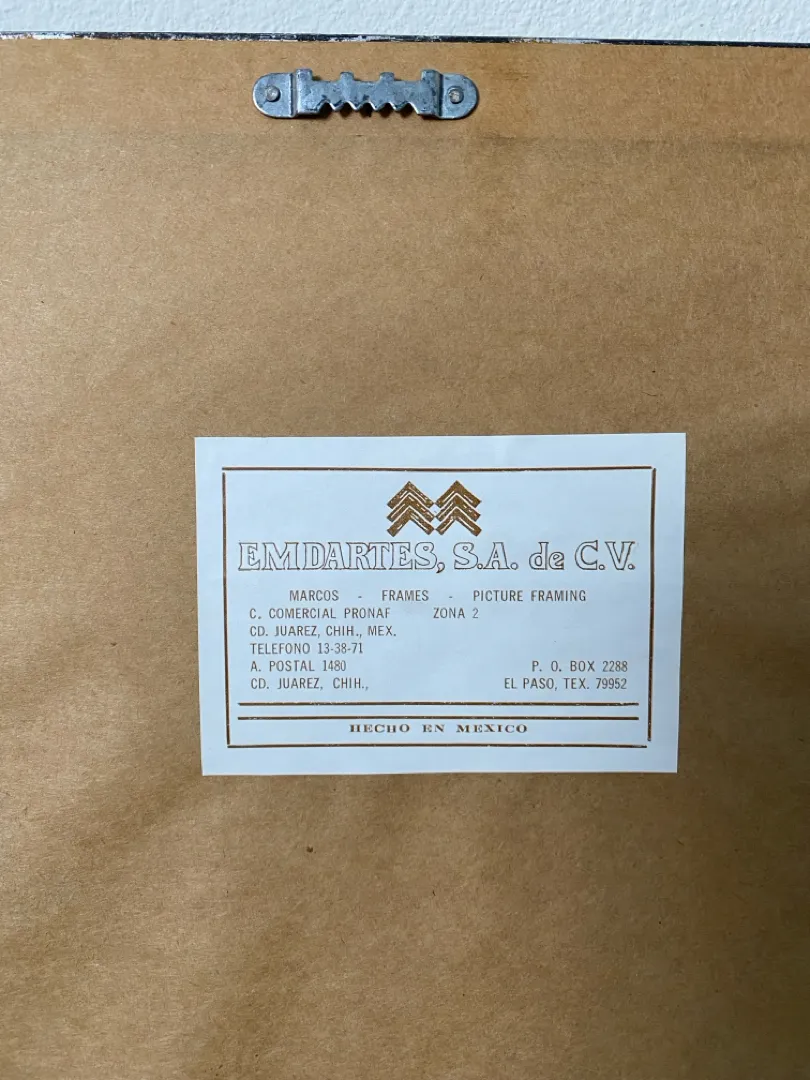 EMDARTES, S.A. de C.V.
MARCOS - FRAMES - PICTURE FRAMING
C. COMERCIAL PRONAF ZONA 2
CD. JUAREZ, CHIH., MEX.
TELEFONO 13-38-71
A. POSTAL 1480 P. O. BOX 2288
CD. JUAREZ, CHIH., EL PASO, TEX. 79952
HECHO EN MEXICO